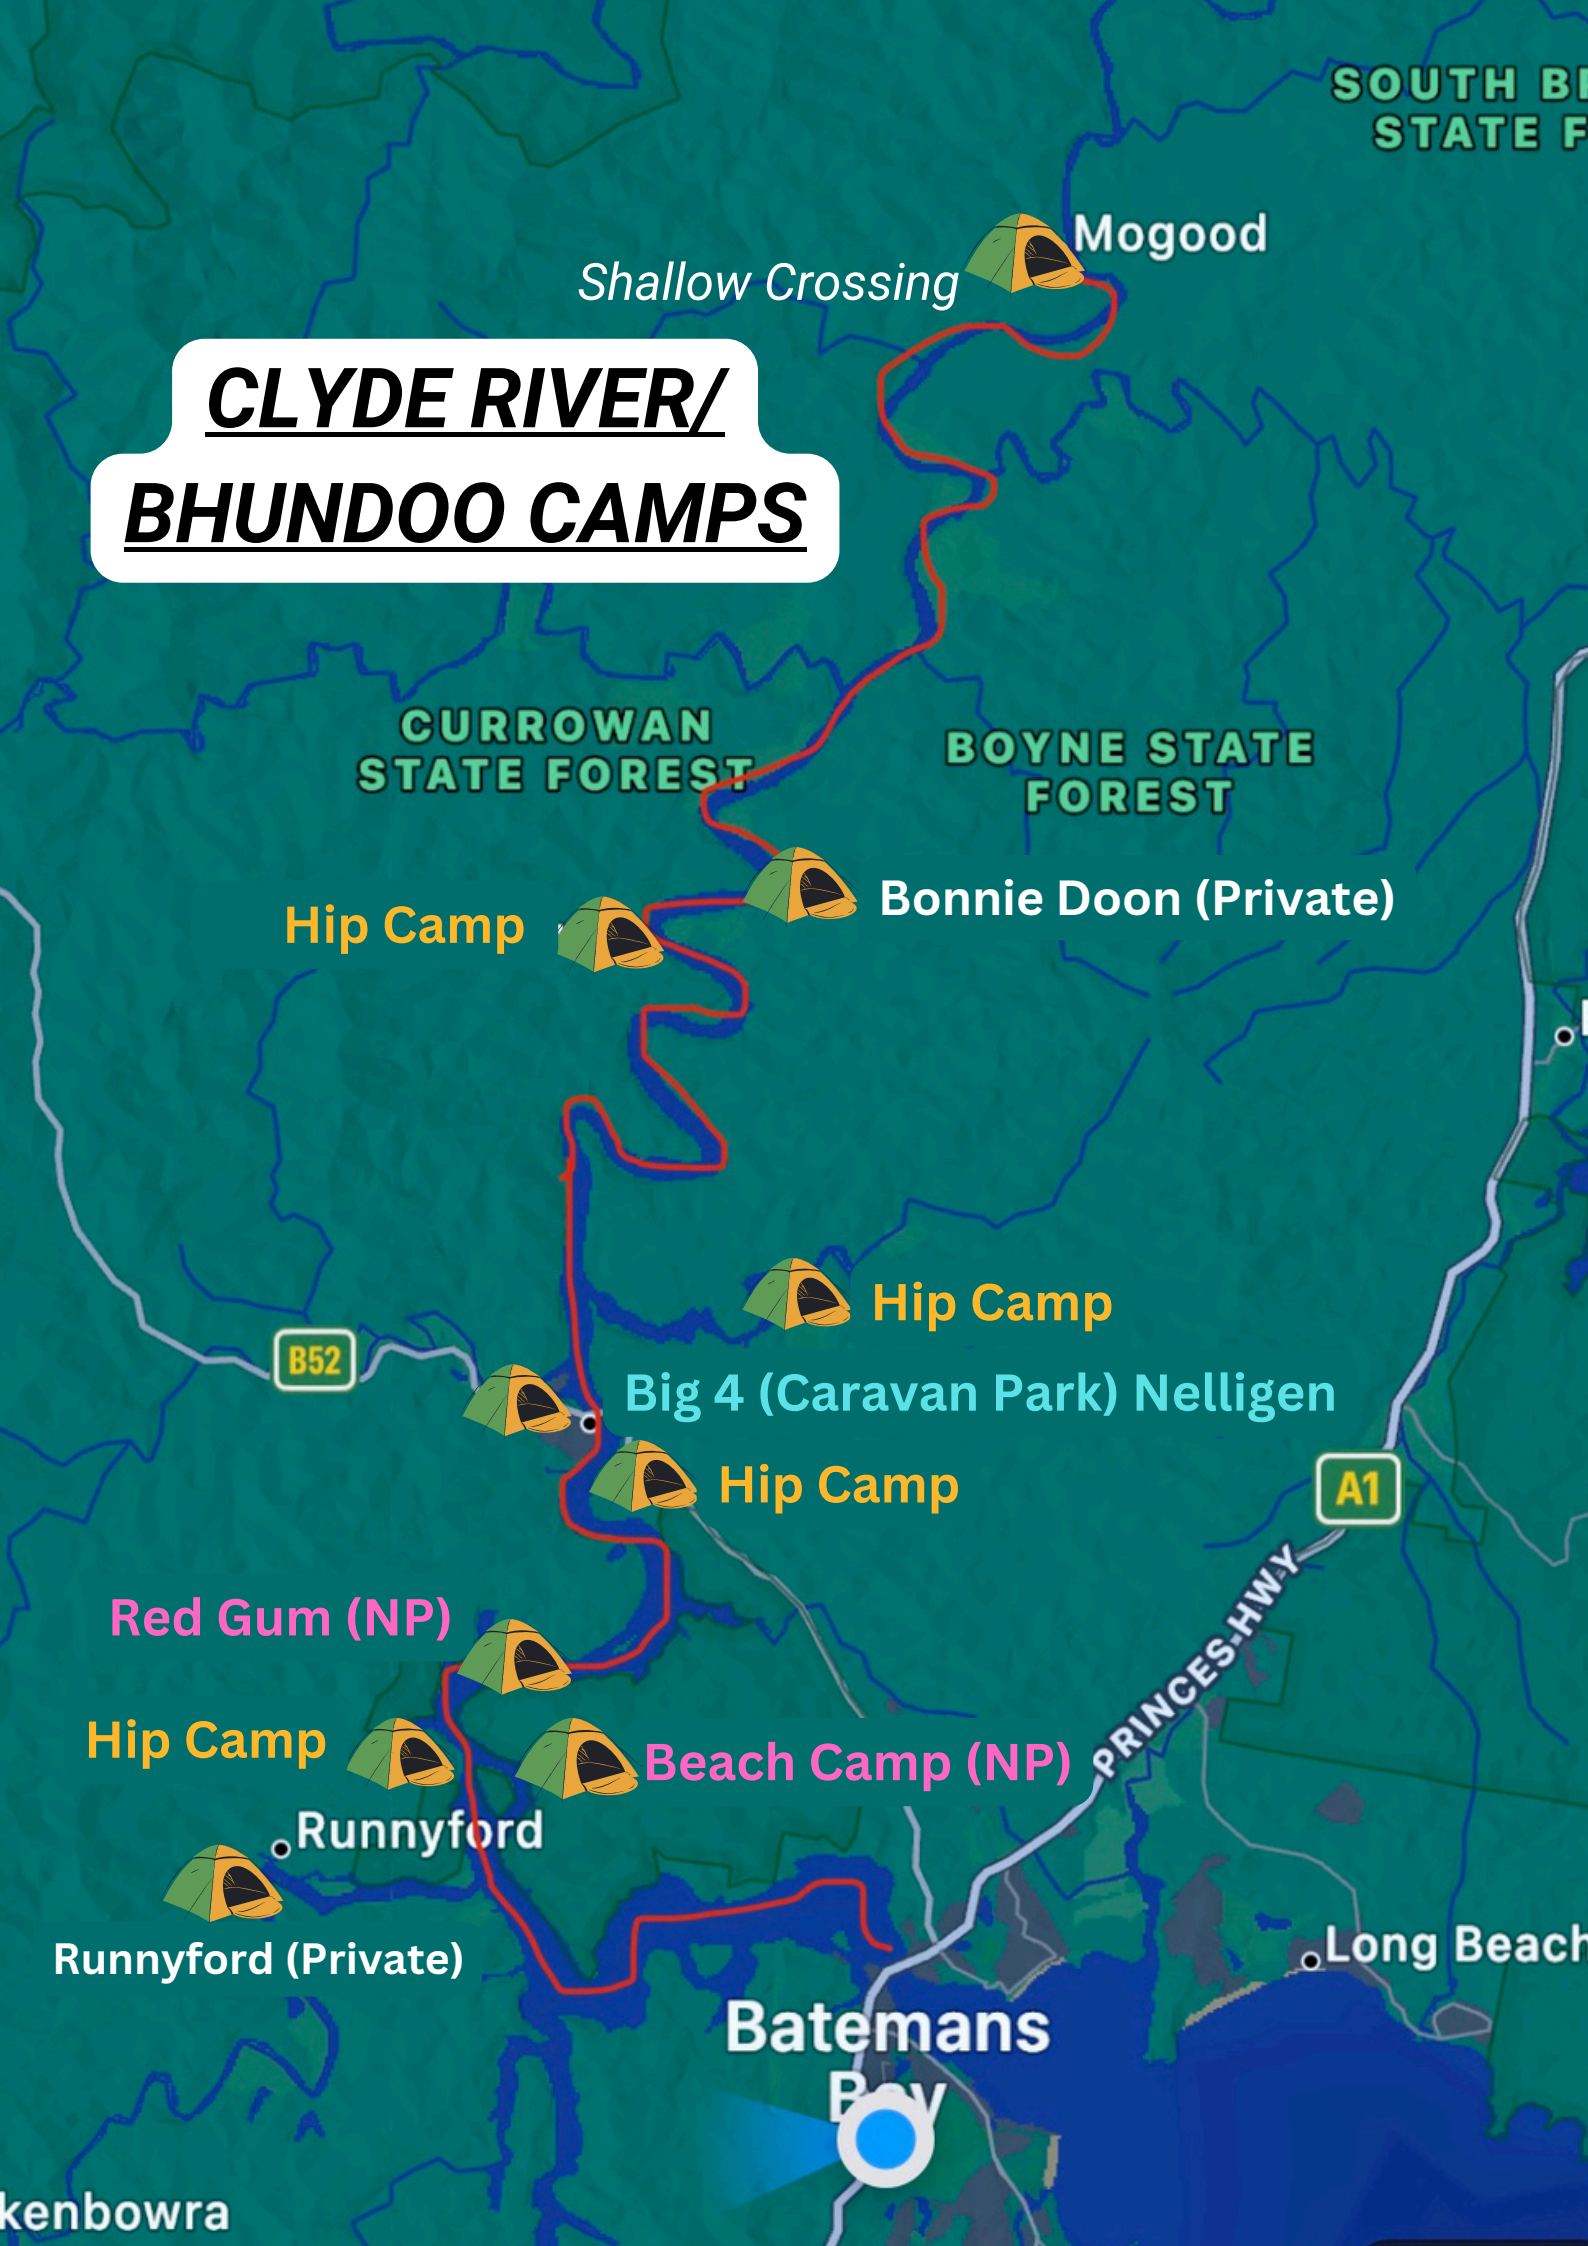 SOUTH
STATE
Mogood
Shallow Crossing
CLYDE RIVER/
BHUNDOO CAMPS
CURROWAN
STATE FOREST
BOYNE STATE
FOREST
Bonnie Doon (Private)
Hip Camp
Hip Camp
B52
Big 4 (Caravan Park) Nelligen
Hip Camp
A1
PRINCES HWY
Red Gum (NP)
Hip Camp
Beach Camp (NP)
Runnyford
Runnyford (Private)
Long Beach
Batemans
Bay
kenbowra